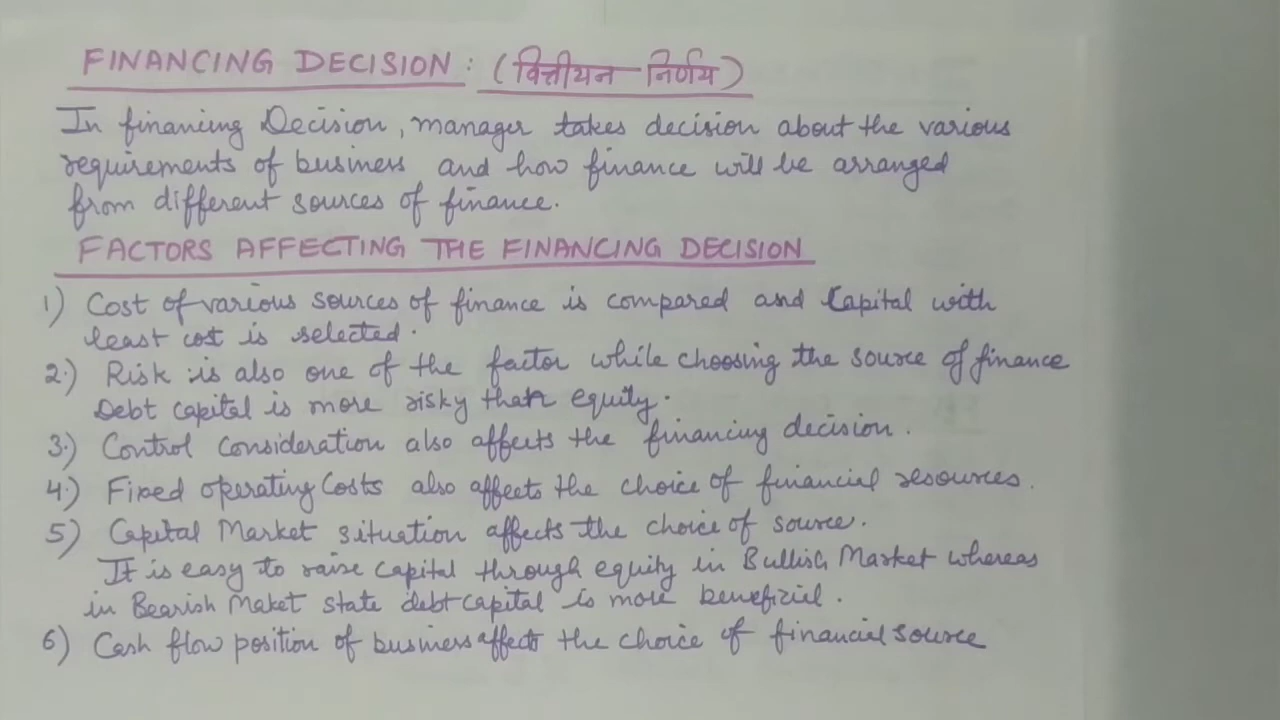 FINANCING DECISION : (वित्तीयन निर्णय)
In financing Decision, manager takes decision about the various
requirements of business and how finance will be arranged
from different sources of finance.
FACTORS AFFECTING THE FINANCING DECISION
1) Cost of various sources of finance is compared and Capital with
least cost is selected.
2.) Risk is also one of the factor while choosing the source of finance
Debt capital is more risky than equity.
3.) Control consideration also affects the financing decision.
4.) Fixed operating Costs also affects the choice of financial resources.
5) Capital Market situation affects the choice of source.
It is easy to raise capital through equity in Bullish Market whereas
in Bearish Maket state debt capital is more beneficiel.
6) Cash flow position of business affects the choice of financial source